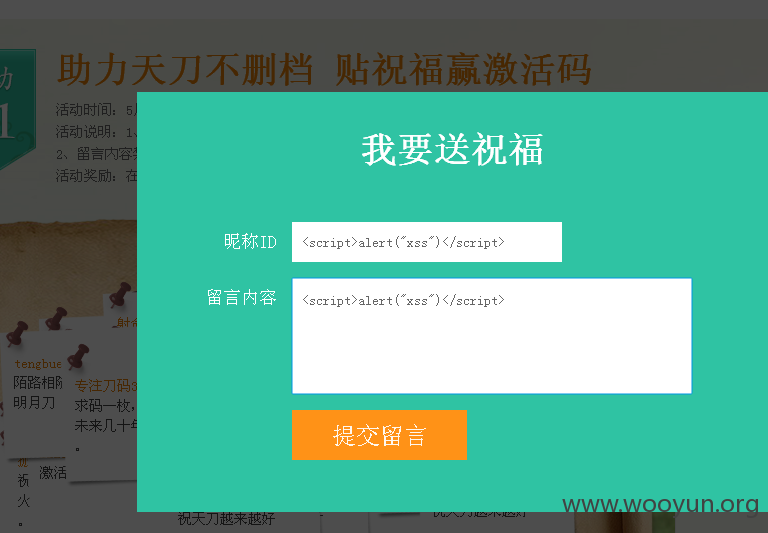 助力天刀不删档 贴祝福赢激活码
1
活动时间：5
活动说明：1、
2、留言内容
活动奖励：在
我要送祝福
昵称ID
<script>alert("xss")</script>
留言内容
<script>alert("xss")</script>
提交留言
tengbue
陌路相
明月刀
专注刀码3
求码一枚，
未来几十年
。
祝
火
。
激活
祝天刀越来越好
祝天刀越来越好
www.wooyun.org